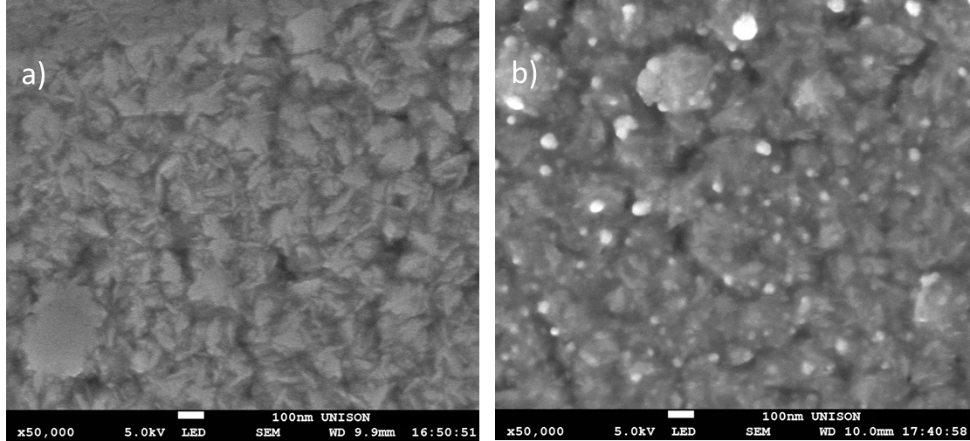 a)
b)
100nm UNISON
x50,000 5.0kV LED SEM WD 9.9mm 16:50:51
100nm UNISON
x50,000 5.0kV LED SEM WD 10.0mm 17:40:58